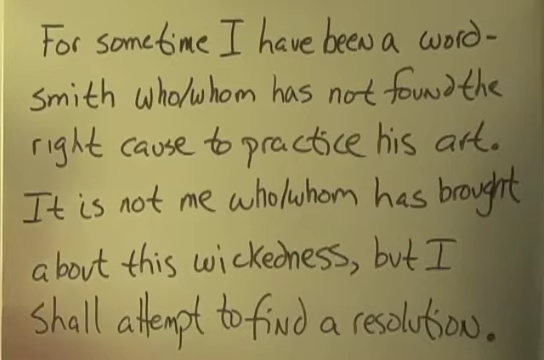 For sometime I have been a word-
smith who/whom has not found the
right cause to practice his art.
It is not me who/whom has brought
about this wickedness, but I
shall attempt to find a resolution.